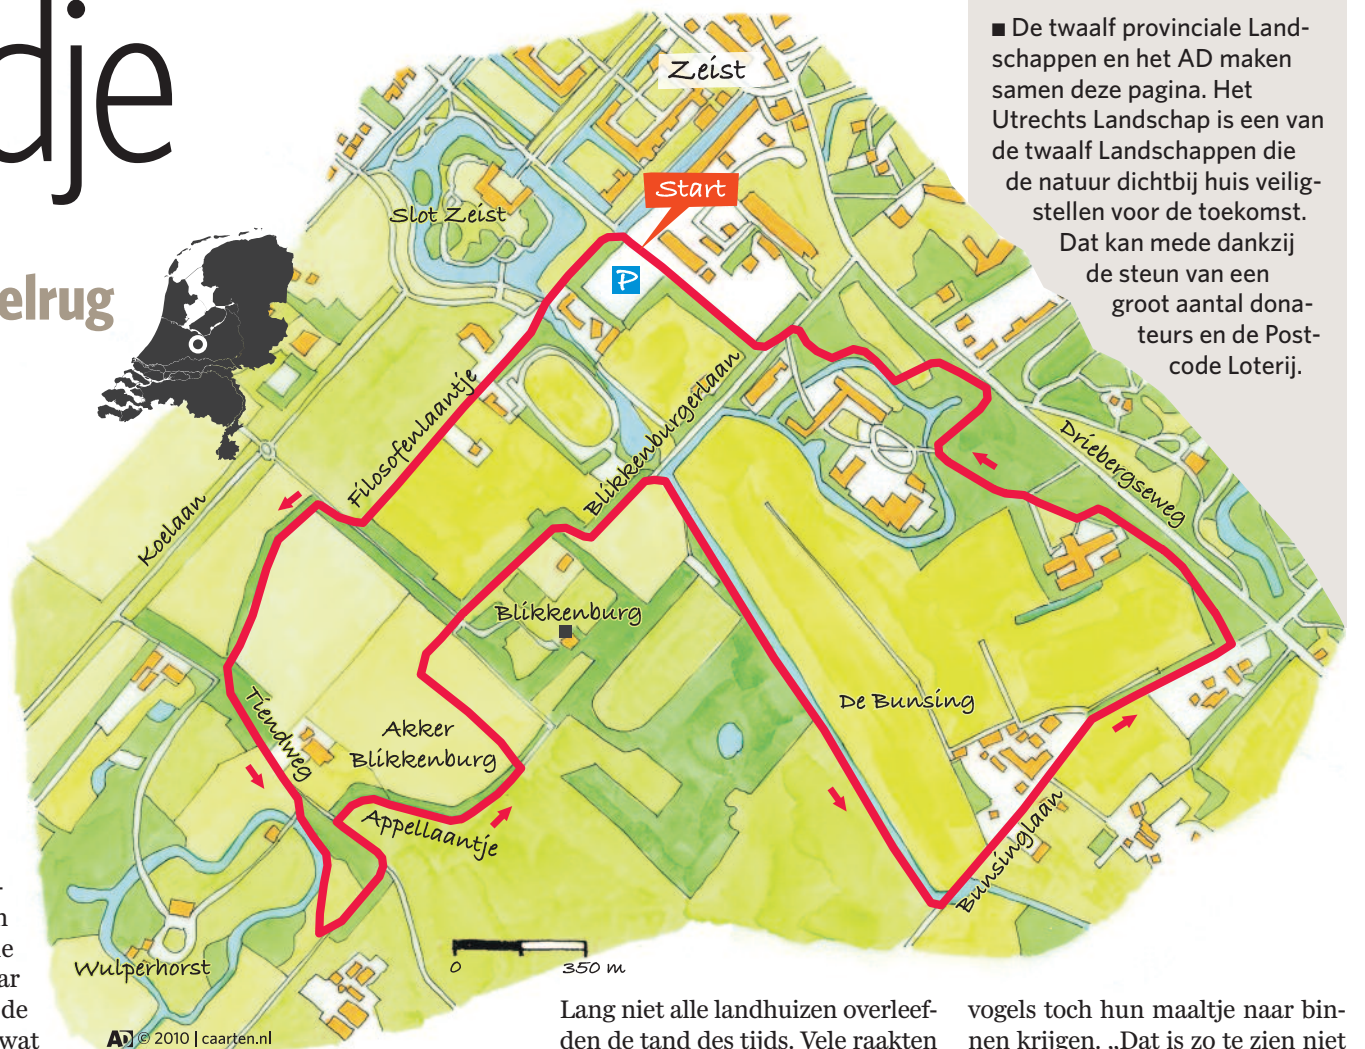 dje
elrug
■ De twaalf provinciale Land-
schappen en het AD maken
samen deze pagina. Het
Utrechts Landschap is een van
de twaalf Landschappen die
de natuur dichtbij huis veilig-
stellen voor de toekomst.
Dat kan mede dankzij
de steun van een
groot aantal dona-
teurs en de Post-
code Loterij.
Zeist
Start
Slot Zeist
P
Filosofenlaantje
Blikkenburgerlaan
Koelaan
Driebergseweg
Blikkenburg
De Bunsing
Tiendweg
Akker
Blikkenburg
Appellaantje
Bunsinglaan
Wulperhorst
0 350 m
AD © 2010 | caarten.nl
-
n
e
ar
de
wat
Lang niet alle landhuizen overleef-
den de tand des tijds. Vele raakten
vogels toch hun maaltje naar bin-
nen krijgen. „Dat is zo te zien niet